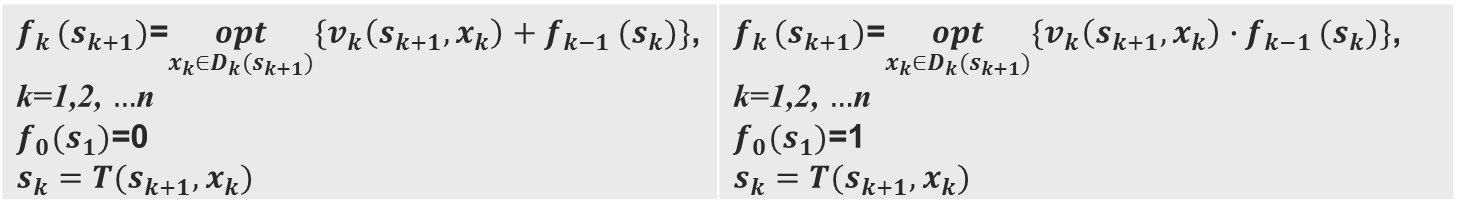 f_k(s_{k+1})=opt_{x_k∈D_k(s_{k+1})}{v_k(s_{k+1},x_k)+f_{k-1}(s_k)},
k=1,2, ...n
f_0(s_1)=0
s_k=T(s_{k+1},x_k)
f_k(s_{k+1})=opt_{x_k∈D_k(s_{k+1})}{v_k(s_{k+1},x_k)·f_{k-1}(s_k)},
k=1,2, ...n
f_0(s_1)=1
s_k=T(s_{k+1},x_k)